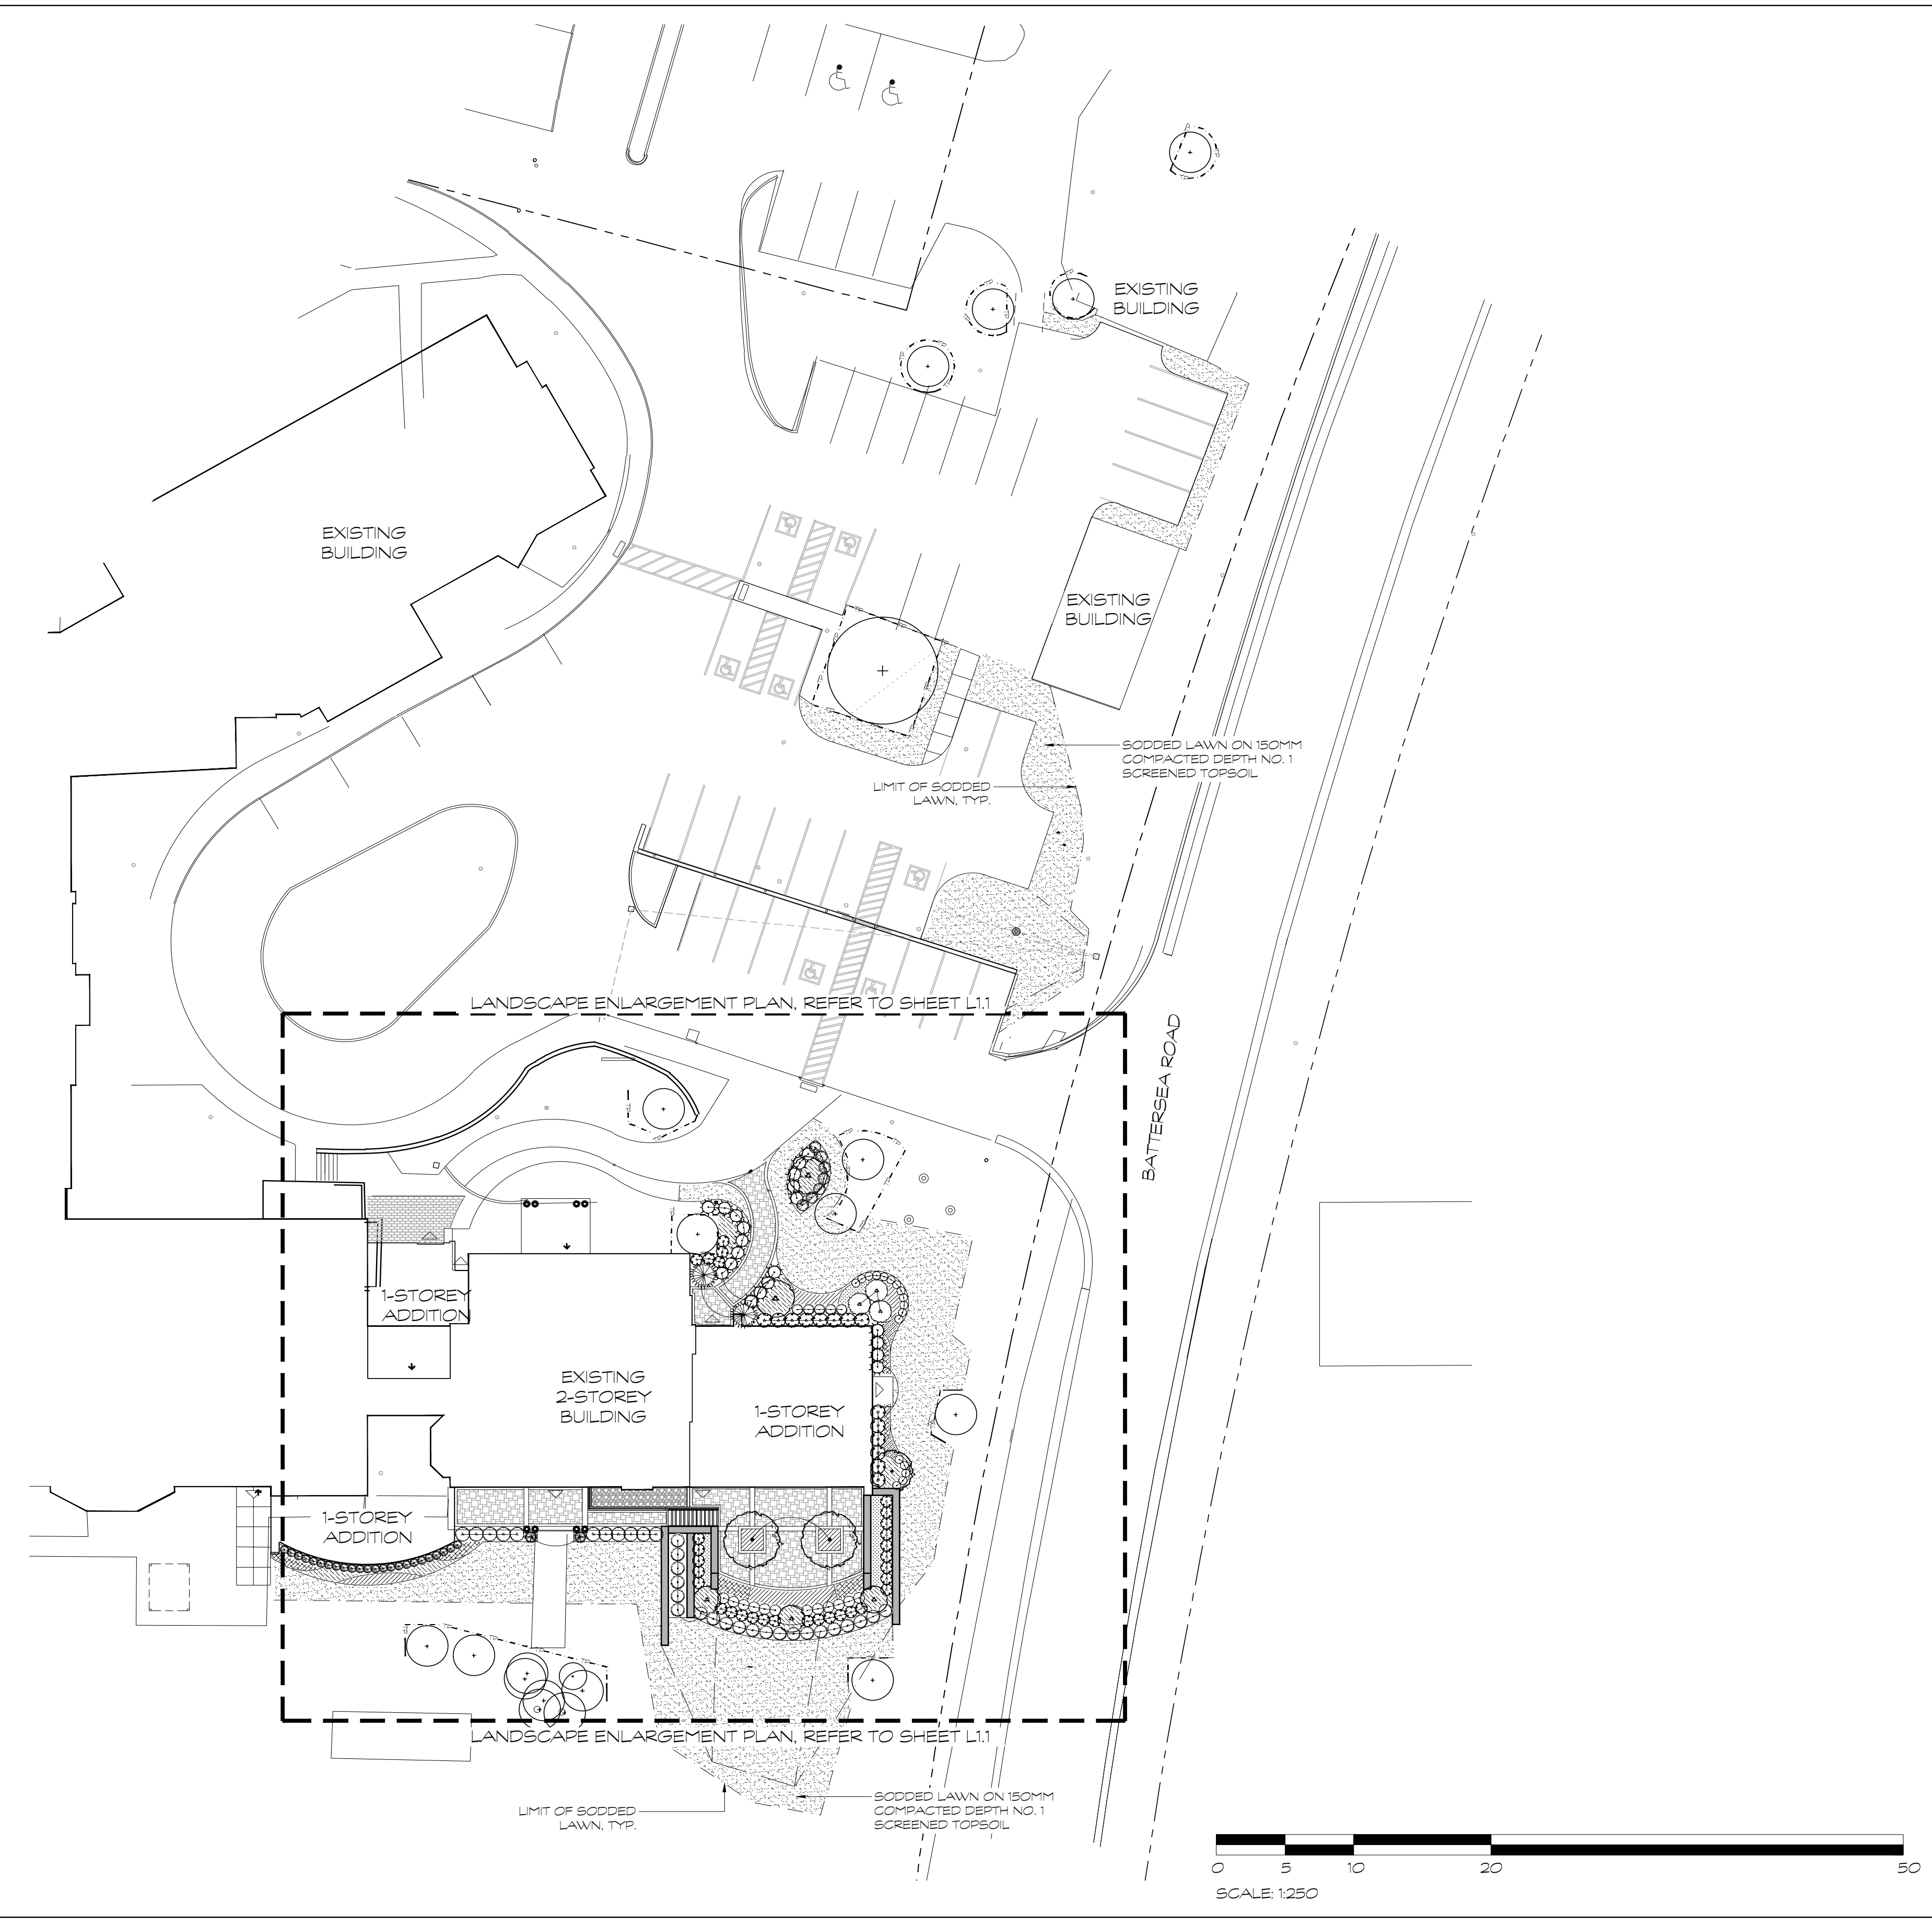 EXISTING
BUILDING
EXISTING
BUILDING
EXISTING
BUILDING
SODDED LAWN ON 150MM
COMPACTED DEPTH NO. 1
SCREENED TOPSOIL
LIMIT OF SODDED
LAWN, TYP.
LANDSCAPE ENLARGEMENT PLAN, REFER TO SHEET L1.1
BATTERSEA ROAD
1-STOREY
ADDITION
EXISTING
2-STOREY
BUILDING
1-STOREY
ADDITION
1-STOREY
ADDITION
LANDSCAPE ENLARGEMENT PLAN, REFER TO SHEET L1.1
SODDED LAWN ON 150MM
COMPACTED DEPTH NO. 1
SCREENED TOPSOIL
LIMIT OF SODDED
LAWN, TYP.
0 5 10 20 50
SCALE: 1:250